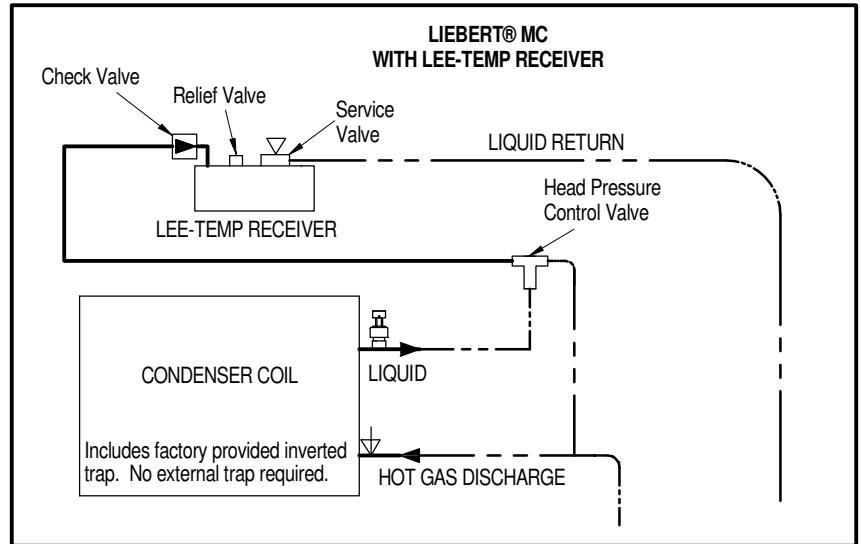 LIEBERT® MC
WITH LEE-TEMP RECEIVER
Check Valve
Relief Valve
Service
Valve
LIQUID RETURN
Head Pressure
Control Valve
LEE-TEMP RECEIVER
CONDENSER COIL
LIQUID
Includes factory provided inverted
trap. No external trap required.
HOT GAS DISCHARGE